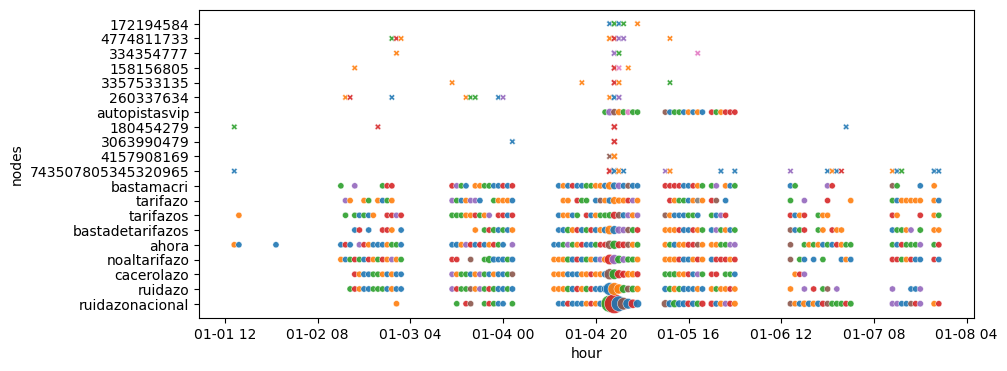 nodes
172194584
4774811733
334354777
158156805
3357533135
260337634
autopistasvip
180454279
3063990479
4157908169
7435078053​45320965
bastamacri
tarifazo
tarifazos
bastadetarifazos
ahora
noaltarifazo
cacerolazo
ruidazo
ruidazonacional
01-01 12 01-02 08 01-03 04 01-04 00 01-04 20 01-05 16 01-06 12 01-07 08 01-08 04
hour